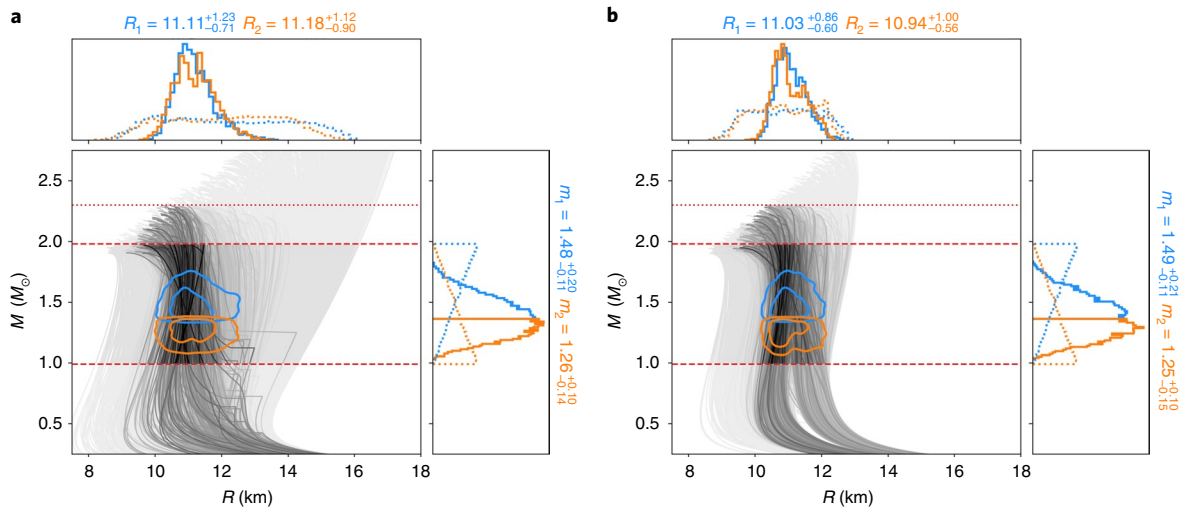 a
R₁ = 11.11 +1.23 −0.71 R₂ = 11.18 +1.12 −0.90
2.5
2.0
1.5
1.0
0.5
M (M⊙)
8 10 12 14 16 18
R (km)
m₁ = 1.48 +0.20 −0.11 m₂ = 1.26 +0.10 −0.14
b
R₁ = 11.03 +0.86 −0.60 R₂ = 10.94 +1.00 −0.56
2.5
2.0
1.5
1.0
0.5
M (M⊙)
8 10 12 14 16 18
R (km)
m₁ = 1.49 +0.21 −0.11 m₂ = 1.25 +0.10 −0.15